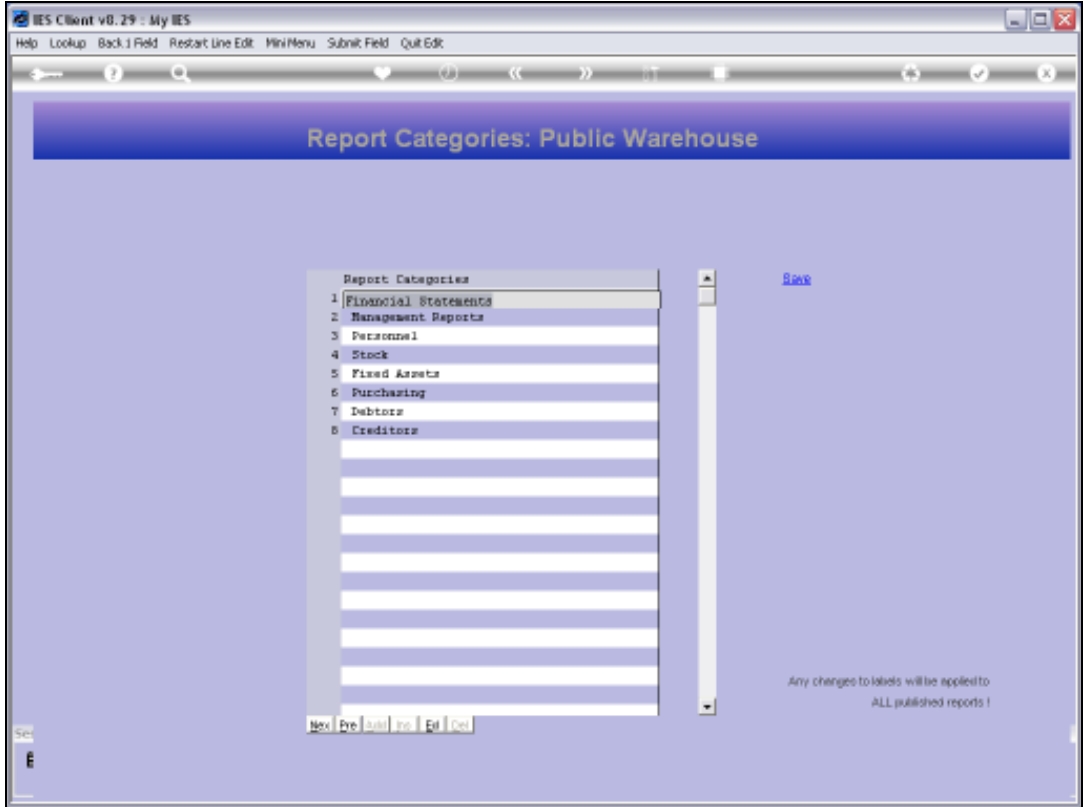 IES Client v8.29 : My IES
Help Lookup Back 1 Field Restart Line Edit Mini Menu Submit Field Quit Edit
Report Categories: Public Warehouse
Report Categories
Save
1 Financial Statements
2 Management Reports
3 Personnel
4 Stock
5 Fixed Assets
6 Purchasing
7 Debtors
8 Creditors
Any changes to labels will be applied to
ALL published reports !
Nex Pre Add Ins Ed Del